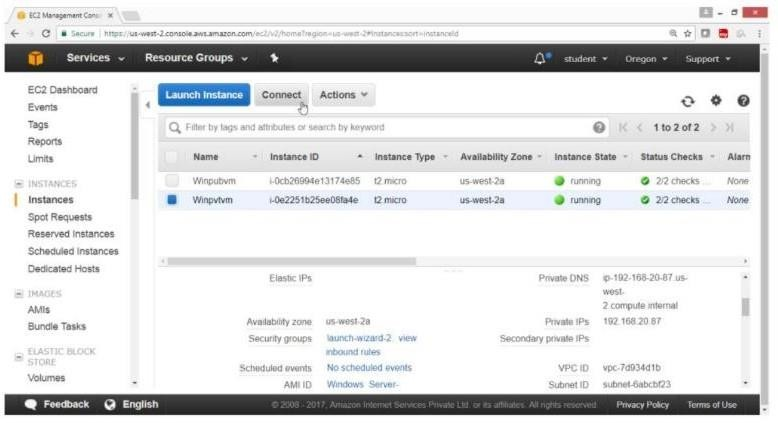 EC2 Management Cons
Secure https://us-west-2.console.aws.amazon.com/ec2/v2/home?region=us-west-2#Instances:sort=instanceId
Services Resource Groups student Oregon Support
EC2 Dashboard
Events
Tags
Reports
Limits
INSTANCES
Instances
Spot Requests
Reserved Instances
Scheduled Instances
Dedicated Hosts
IMAGES
AMIs
Bundle Tasks
ELASTIC BLOCK
STORE
Volumes
Launch Instance Connect Actions
Filter by tags and attributes or search by keyword 1 to 2 of 2
Name Instance ID Instance Type Availability Zone Instance State Status Checks Alarm
Winpubvm i-0cb26994e13174e85 t2.micro us-west-2a running 2/2 checks ... None
Winpvtvm i-0e2251b25ee08fa4e t2.micro us-west-2a running 2/2 checks ... None
Elastic IPs Private DNS ip-192-168-20-87.us-
west-
2.compute.internal
Availability zone us-west-2a Private IPs 192.168.20.87
Security groups launch-wizard-2. view Secondary private IPs
inbound rules
Scheduled events No scheduled events VPC ID vpc-7d934d1b
AMI ID Windows_Server- Subnet ID subnet-6abcbf23
Feedback English © 2008 - 2017, Amazon Internet Services Private Ltd. or its affiliates. All rights reserved. Privacy Policy Terms of Use